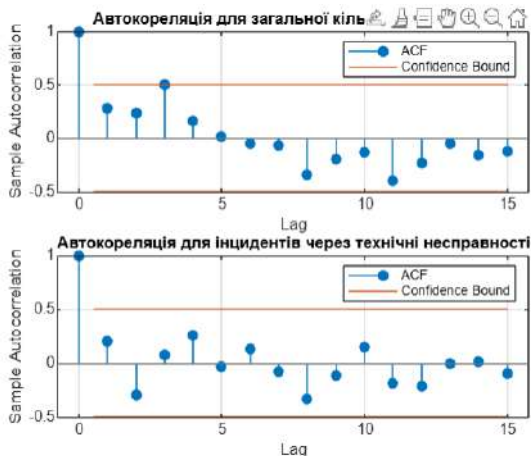 Автокореляція для загальної кіль
1
0.5
0
-0.5
Sample Autocorrelation
ACF
Confidence Bound
0
5
10
15
Lag
Автокореляція для інцидентів через технічні несправності
1
0.5
0
-0.5
Sample Autocorrelation
ACF
Confidence Bound
0
5
10
15
Lag